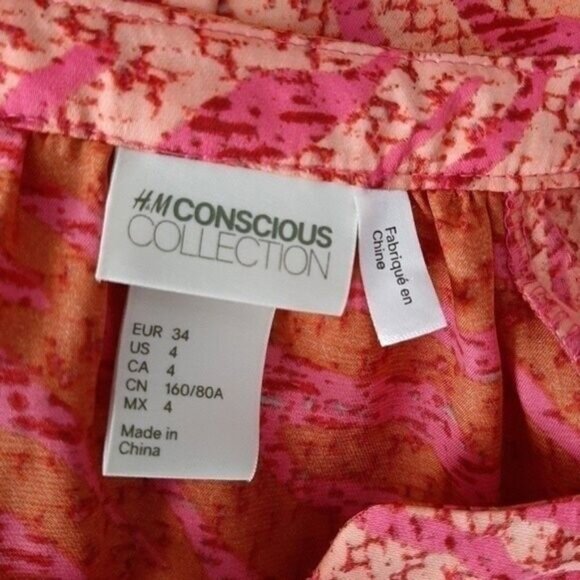 H&M CONSCIOUS
COLLECTION
Fabriqué en
Chine
EUR 34
US 4
CA 4
CN 160/80A
MX 4
Made in
China